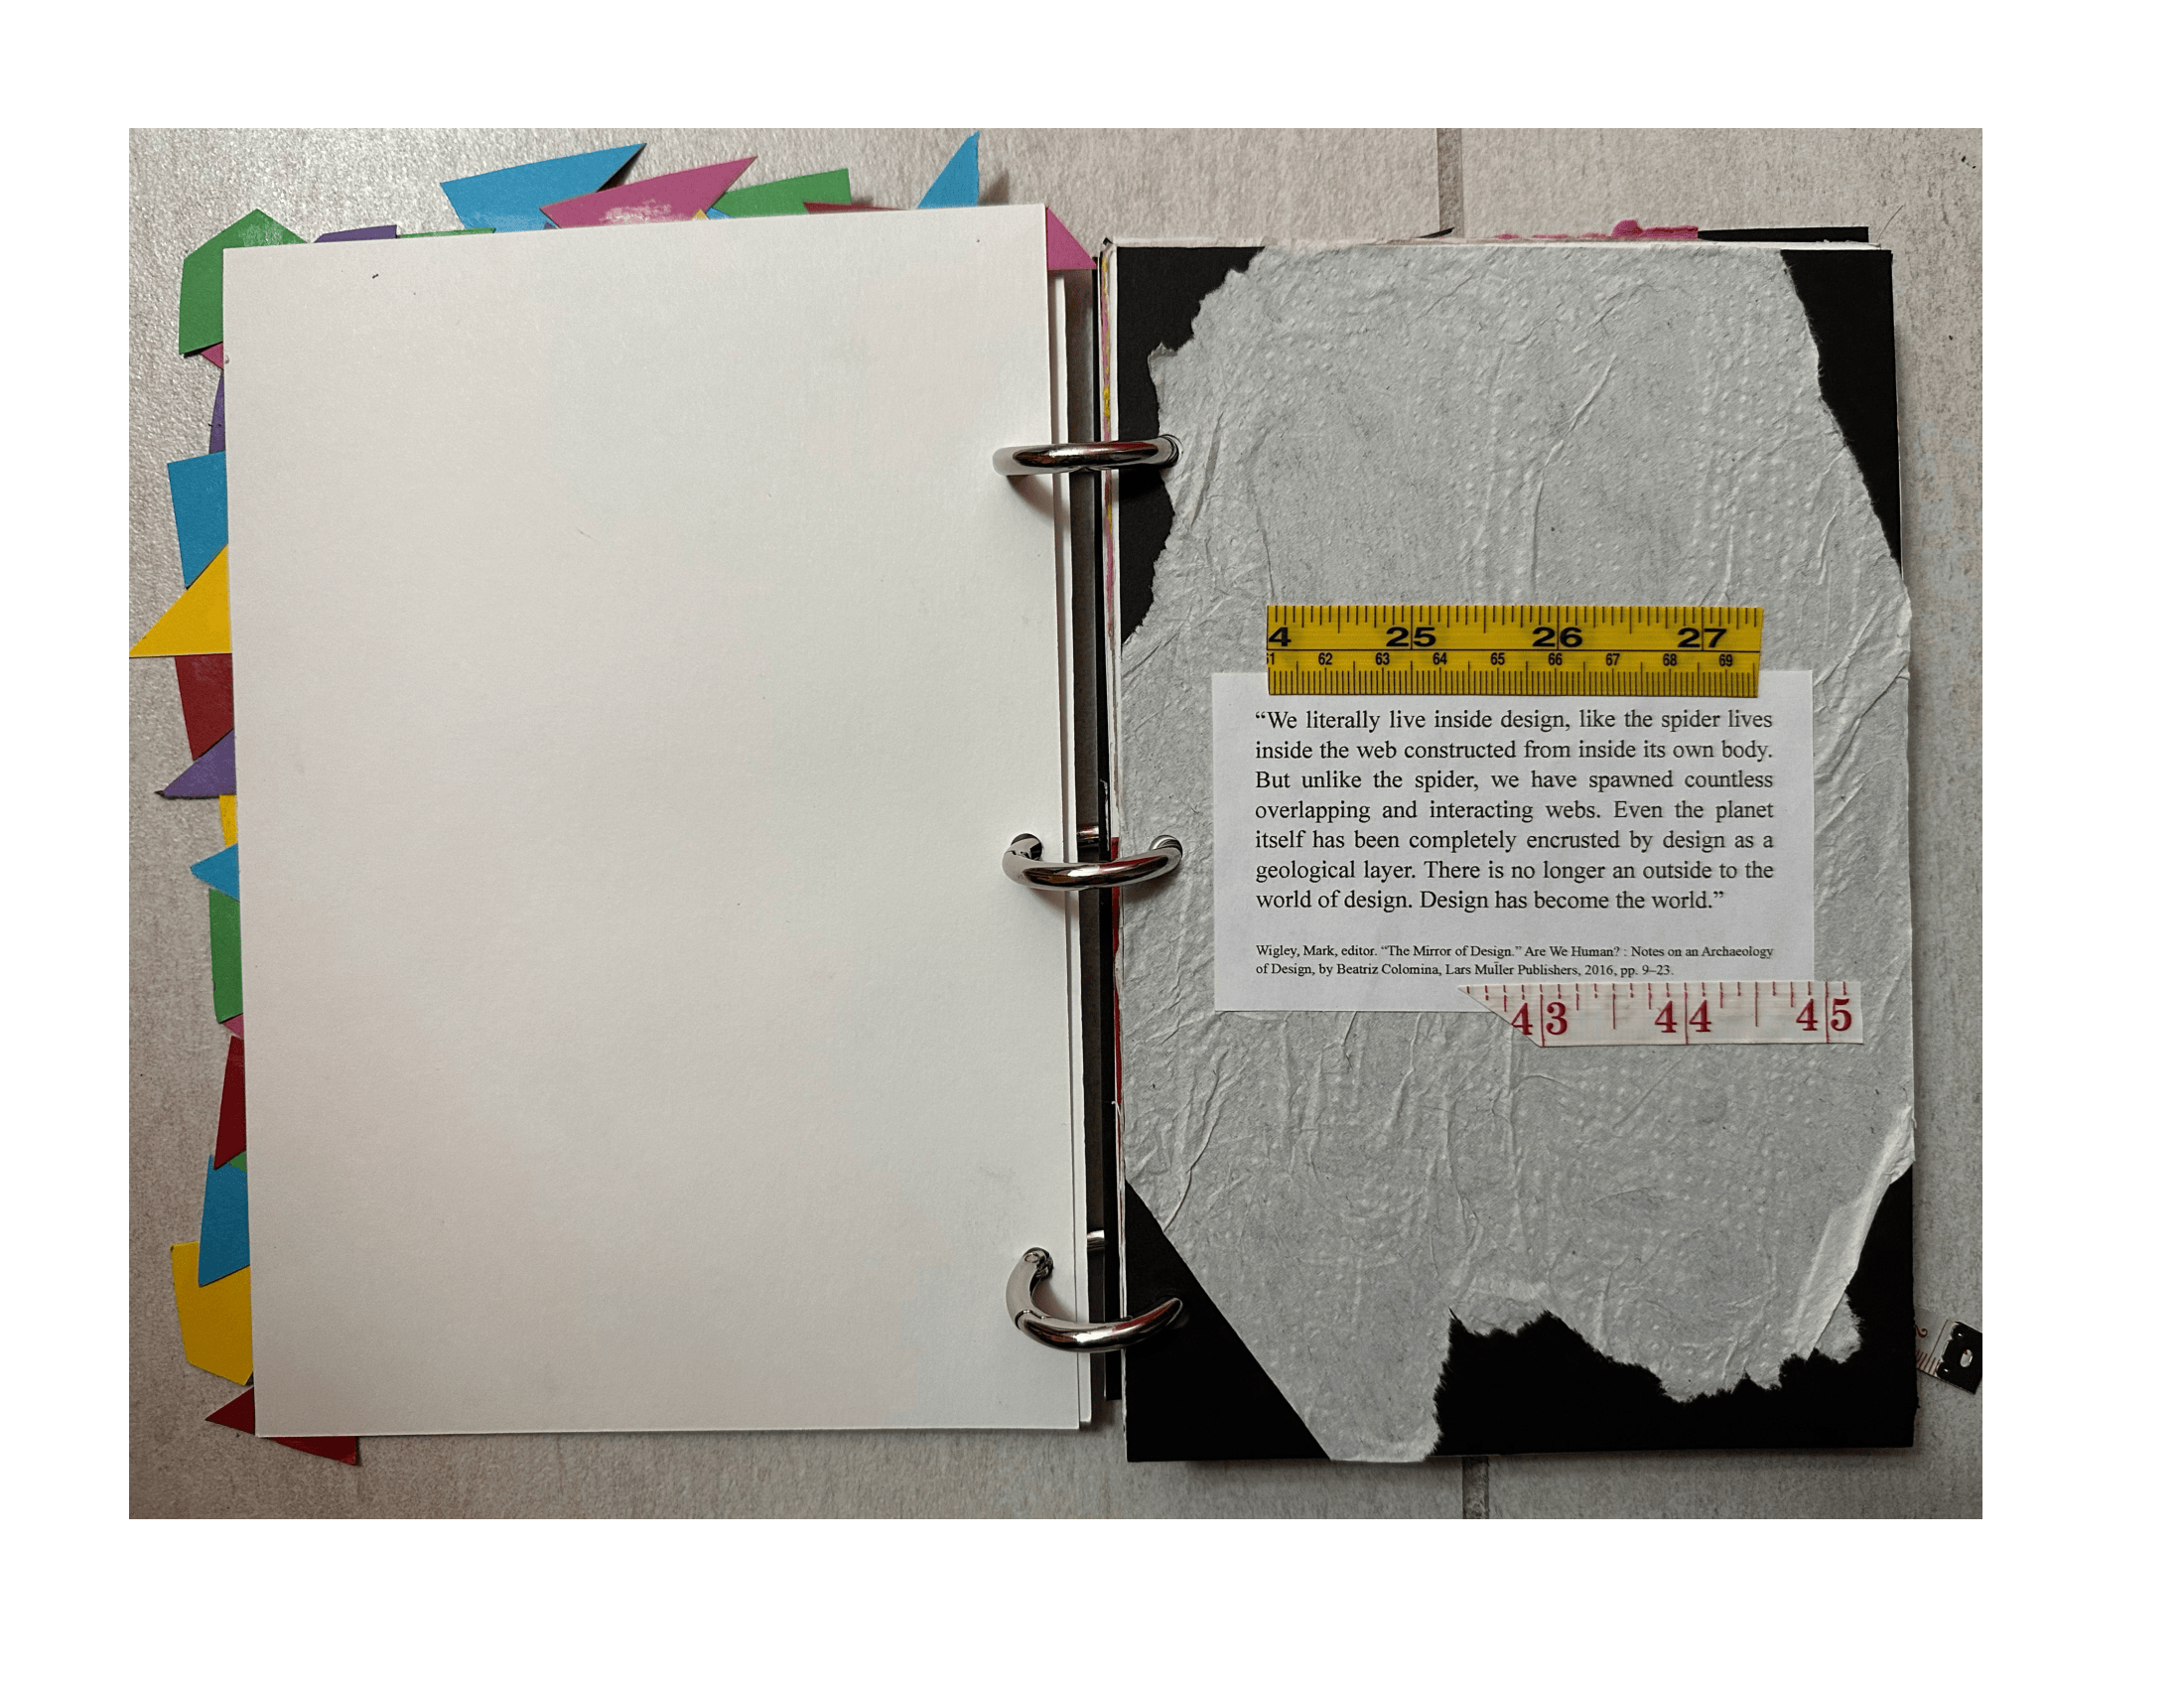 4 25 26 27
61 62 63 64 65 66 67 68 69
“We literally live inside design, like the spider lives
inside the web constructed from inside its own body.
But unlike the spider, we have spawned countless
overlapping and interacting webs. Even the planet
itself has been completely encrusted by design as a
geological layer. There is no longer an outside to the
world of design. Design has become the world.”
Wigley, Mark, editor. “The Mirror of Design.” Are We Human? : Notes on an Archaeology
of Design, by Beatriz Colomina, Lars Muller Publishers, 2016, pp. 9–23.
43 44 45
2